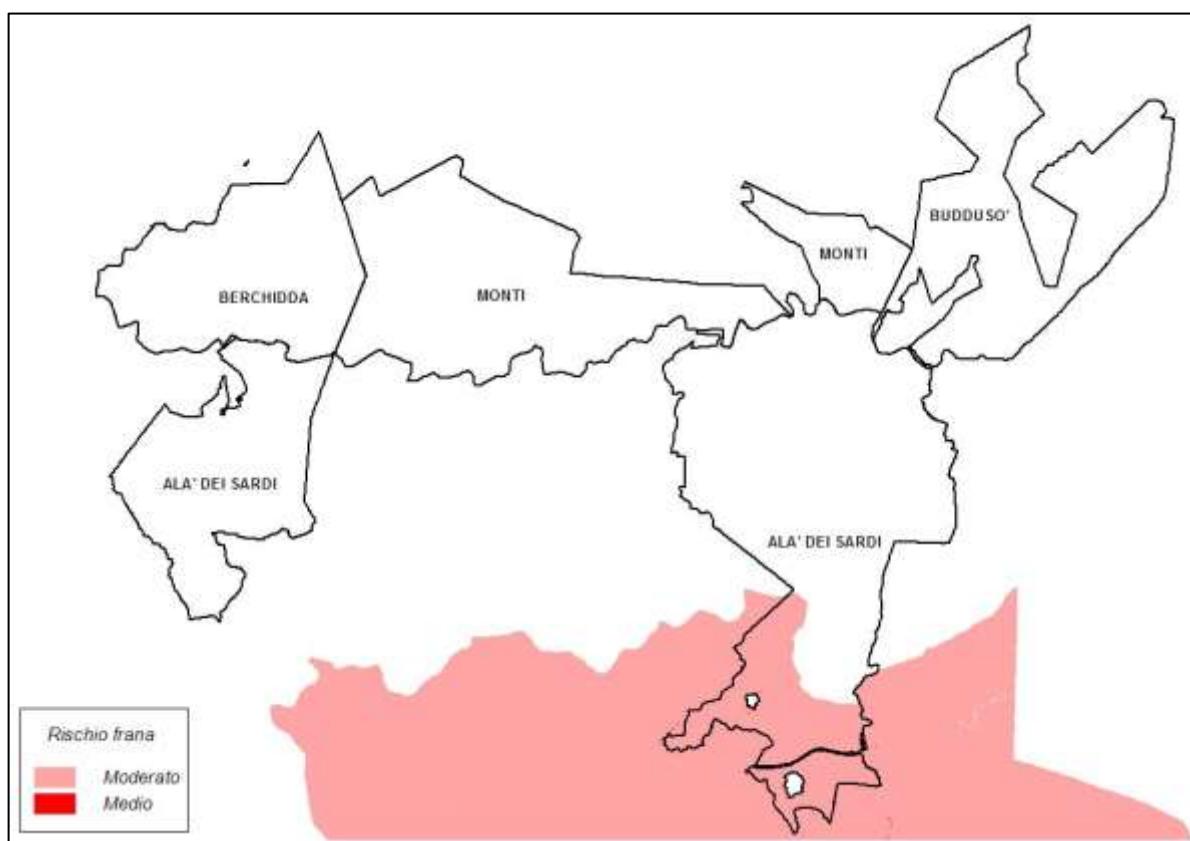 BUDDUSO'
MONTI
BERCHIDDA
MONTI
ALA' DEI SARDI
ALA' DEI SARDI
Rischio frana
Moderato
Medio